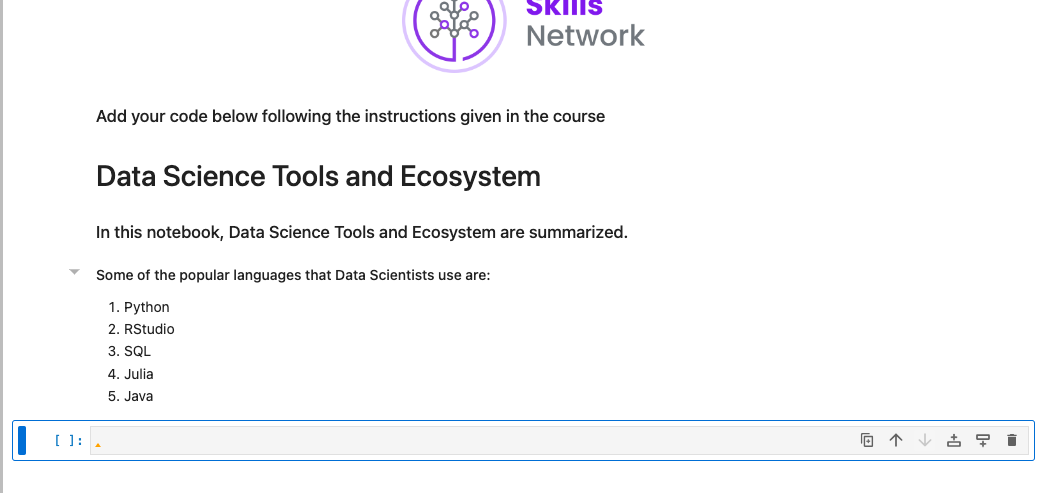 Skills
Network
Add your code below following the instructions given in the course
Data Science Tools and Ecosystem
In this notebook, Data Science Tools and Ecosystem are summarized.
Some of the popular languages that Data Scientists use are:
1. Python
2. RStudio
3. SQL
4. Julia
5. Java
[ ]: